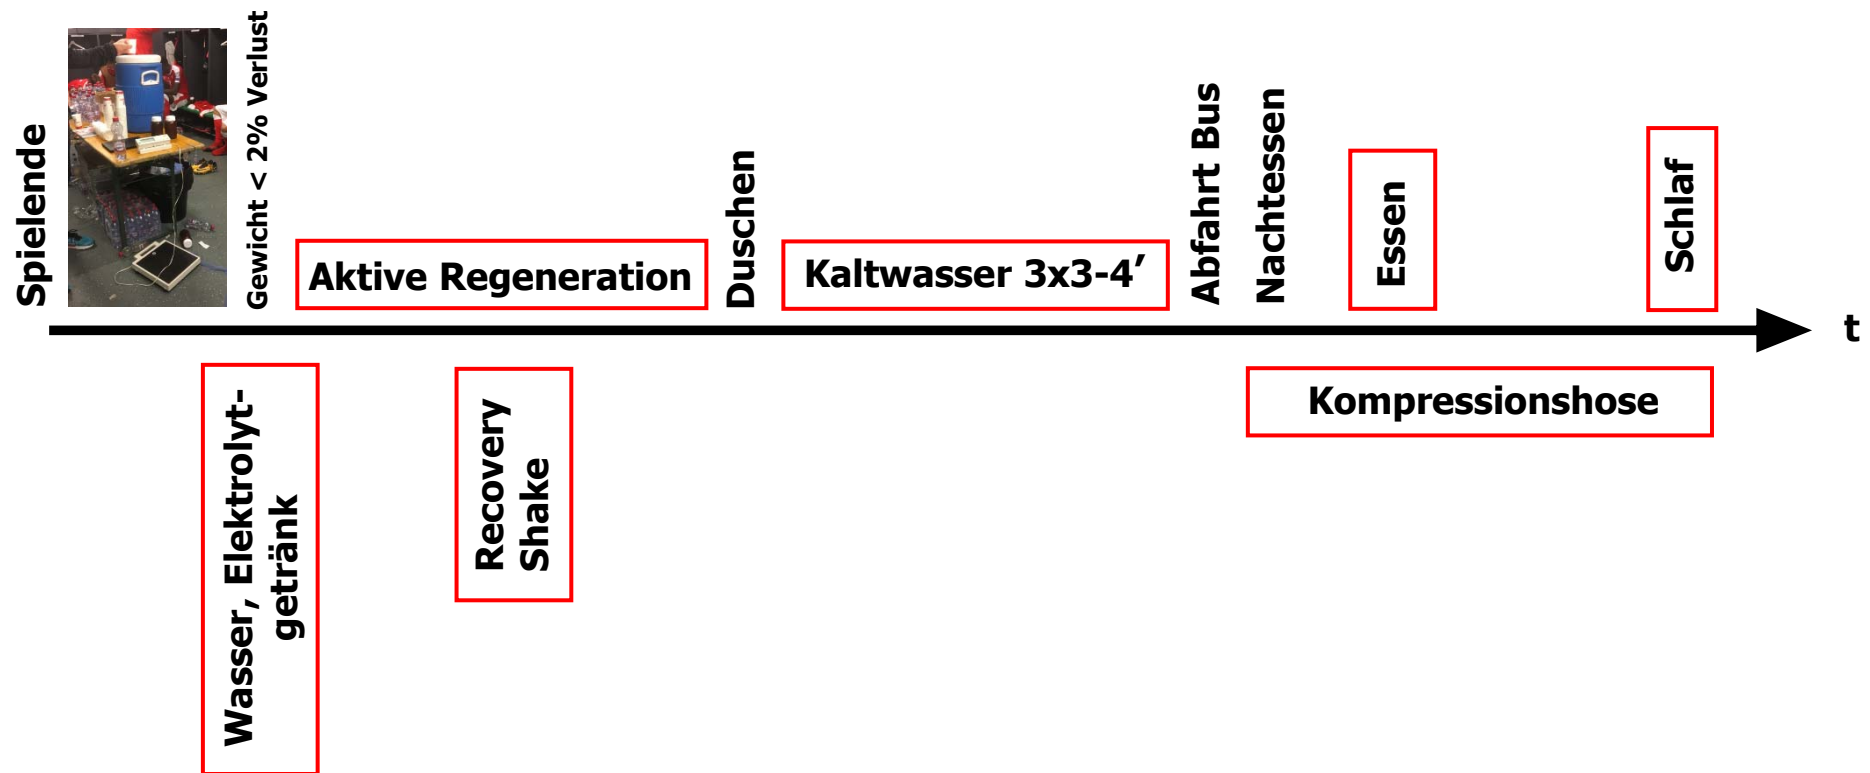 Spielende
Gewicht < 2% Verlust
Aktive Regeneration
Duschen
Kaltwasser 3x3-4’
Abfahrt Bus
Nachtessen
Essen
Schlaf
t
Wasser, Elektrolyt-
getränk
Recovery
Shake
Kompressionshose